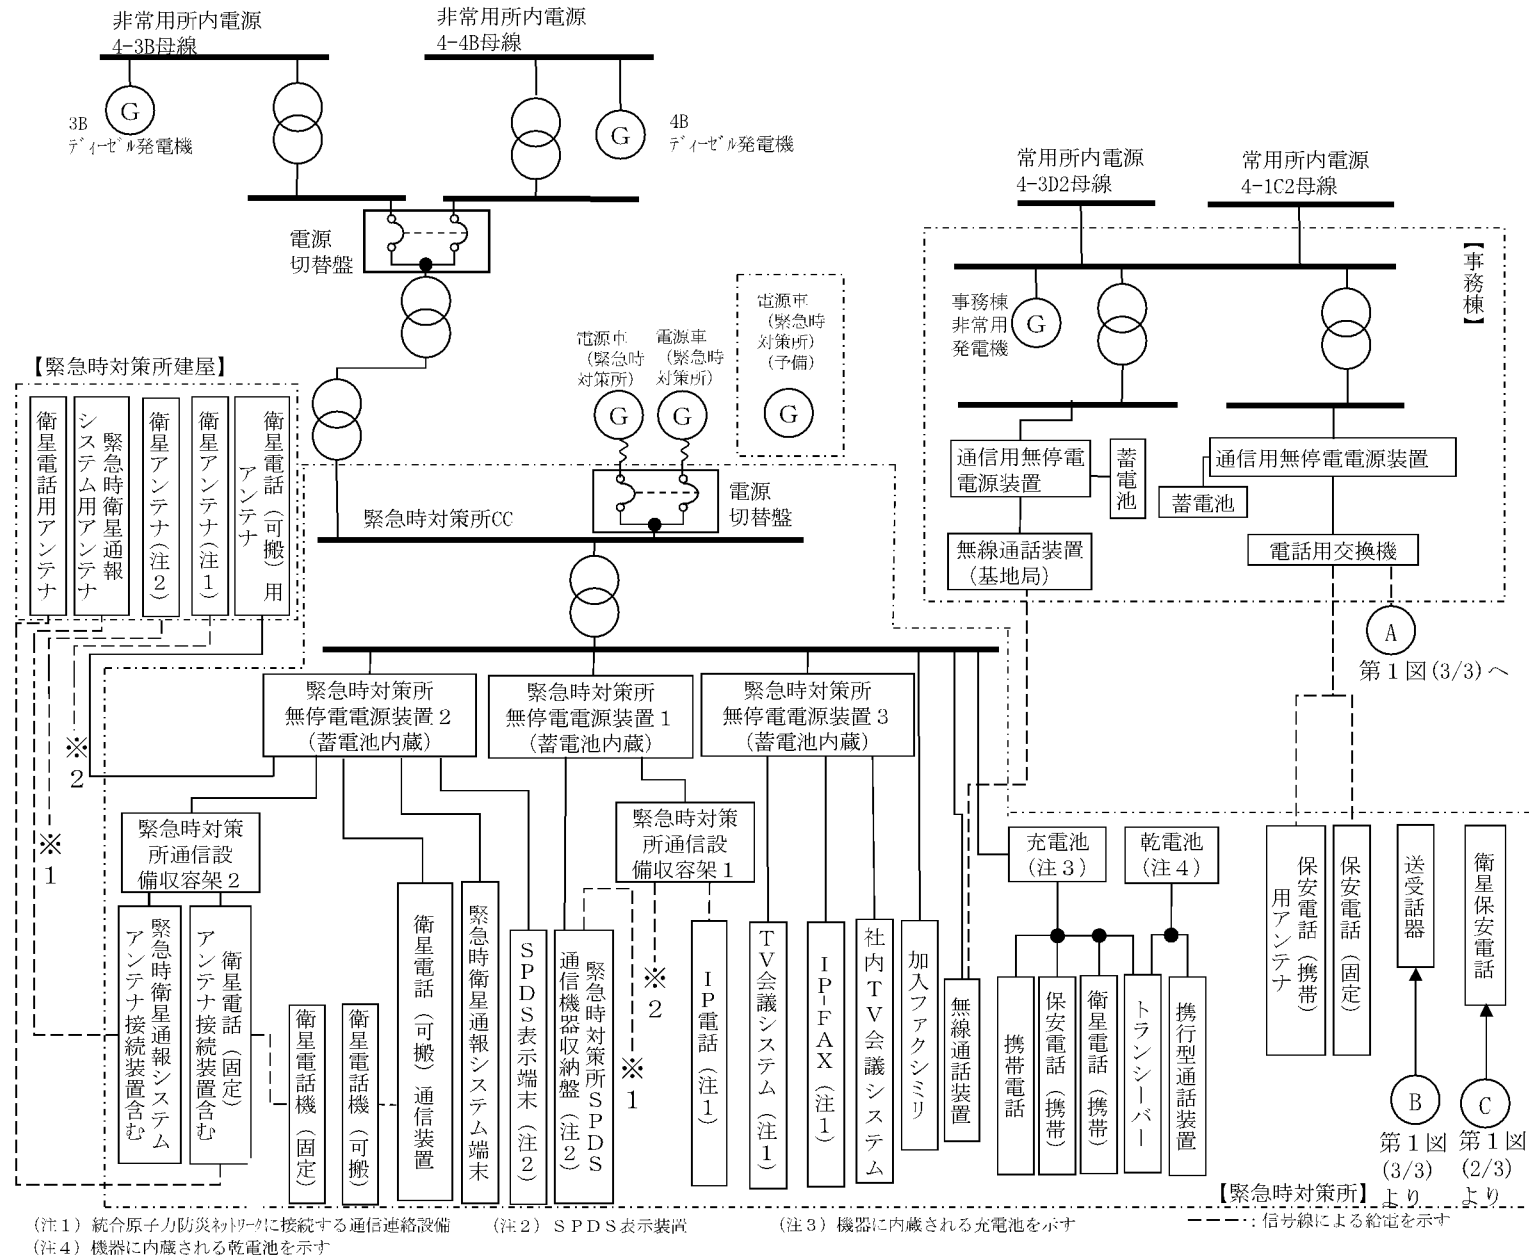 非常用所内電源
4-3B母線
非常用所内電源
4-4B母線
G
3B
ディーゼル発電機
G
4B
ディーゼル発電機
常用所内電源
4-3D2母線
常用所内電源
4-1C2母線
電源
切替盤
【事務棟】
事務棟
非常用
発電機
G
電源車
(緊急時
対策所)
(予備)
G
電源車
(緊急時
対策所)
G
電源車
(緊急時
対策所)
G
【緊急時対策所建屋】
衛星電話用アンテナ
緊急時衛星通報
システム用アンテナ
衛星アンテナ(注2)
衛星アンテナ(注1)
衛星電話(可搬)用
アンテナ
通信用無停電
電源装置
蓄電池
通信用無停電電源装置
蓄電池
電源
切替盤
緊急時対策所CC
無線通話装置
(基地局)
電話用交換機
A
第1図(3/3)へ
緊急時対策所
無停電電源装置2
(蓄電池内蔵)
緊急時対策所
無停電電源装置1
(蓄電池内蔵)
緊急時対策所
無停電電源装置3
(蓄電池内蔵)
※2
※1
緊急時対策
所通信設
備収容架2
緊急時対策
所通信設
備収容架1
充電池
(注3)
乾電池
(注4)
緊急時衛星通報システム
アンテナ接続装置含む
衛星電話(固定)
アンテナ接続装置含む
衛星電話機(固定)
衛星電話機(可搬)
衛星電話(可搬)通信装置
緊急時衛星通報システム端末
SPDS表示端末(注2)
緊急時対策所SPDS
通信機器収納盤(注2)
※1
※2
IP電話(注1)
TV会議システム(注1)
IP-FAX(注1)
社内TV会議システム
加入ファクシミリ
無線通話装置
携帯電話
保安電話(携帯)
衛星電話(携帯)
トランシーバー
携行型通話装置
保安電話(携帯)
用アンテナ
保安電話(固定)
送受話器
衛星保安電話
B
第1図
(3/3)
より
C
第1図
(2/3)
より
【緊急時対策所】
(注1)統合原子力防災ネットワークに接続する通信連絡設備
(注2)SPDS表示装置
(注3)機器に内蔵される充電池を示す
:信号線による給電を示す
(注4)機器に内蔵される乾電池を示す